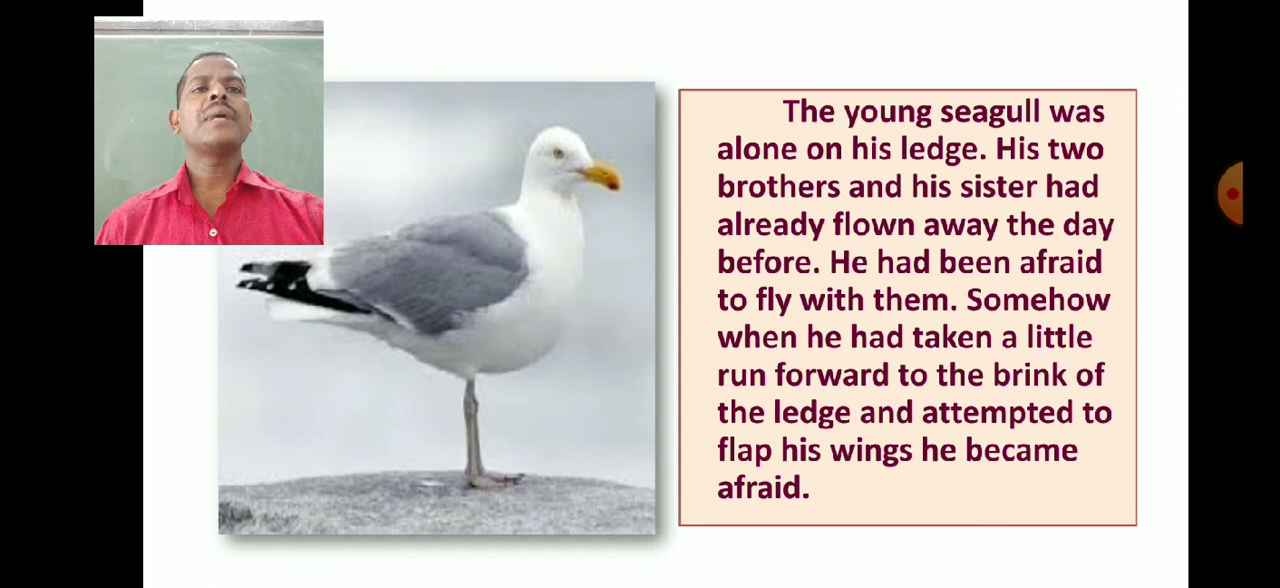 The young seagull was
alone on his ledge. His two
brothers and his sister had
already flown away the day
before. He had been afraid
to fly with them. Somehow
when he had taken a little
run forward to the brink of
the ledge and attempted to
flap his wings he became
afraid.